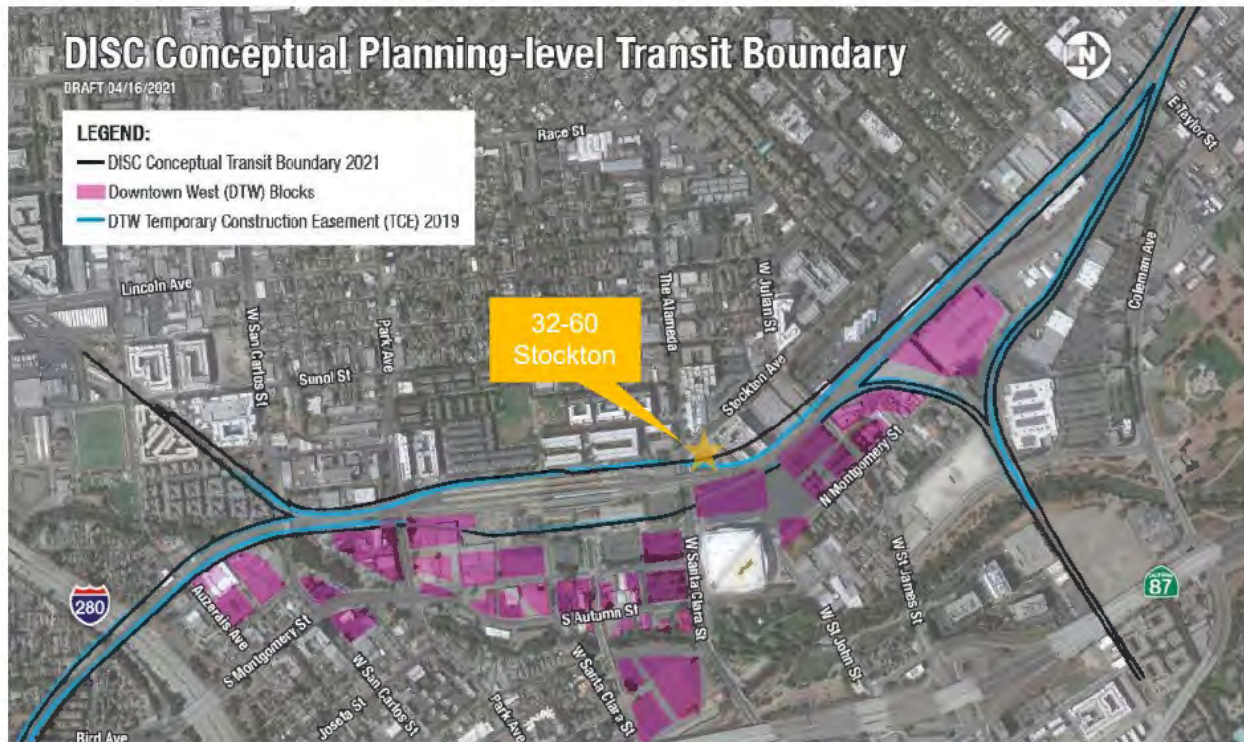 DISC Conceptual Planning-level Transit Boundary
DRAFT 04/16/2021
N
LEGEND:
DISC Conceptual Transit Boundary 2021
Downtown West (DTW) Blocks
DTW Temporary Construction Easement (TCE) 2019
Race St
E Taylor St
Coleman Ave
Lincoln Ave
W San Carlos St
Park Ave
Sunol St
The Alameda
W Julian St
32-60
Stockton
Stockton Ave
N Montgomery St
280
Auzerais Ave
S Montgomery St
W San Carlos St
Josefa St
Park Ave
S Autumn St
W Santa Clara St
W Santa Clara St
W St John St
W St James St
CALIFORNIA
87
Bird Ave